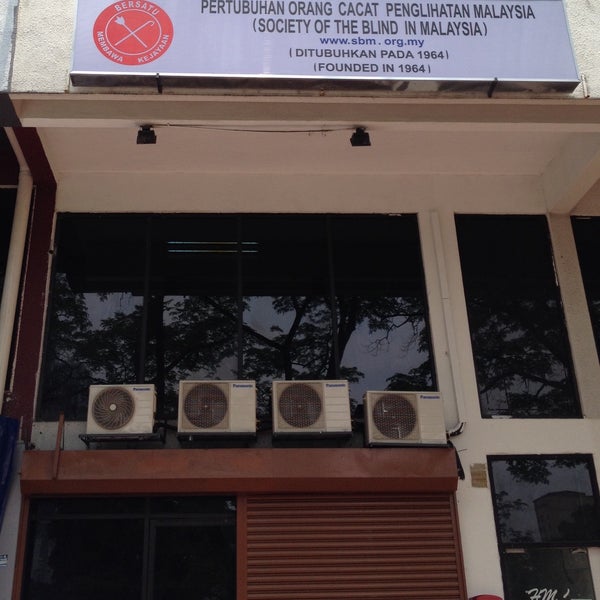 BERSATU
MEMBAWA KEJAYAAN
PERTUBUHAN ORANG CACAT PENGLIHATAN MALAYSIA
(SOCIETY OF THE BLIND IN MALAYSIA)
www.sbm.org.my
(DITUBUHKAN PADA 1964)
(FOUNDED IN 1964)
Panasonic
Panasonic
Panasonic
Panasonic